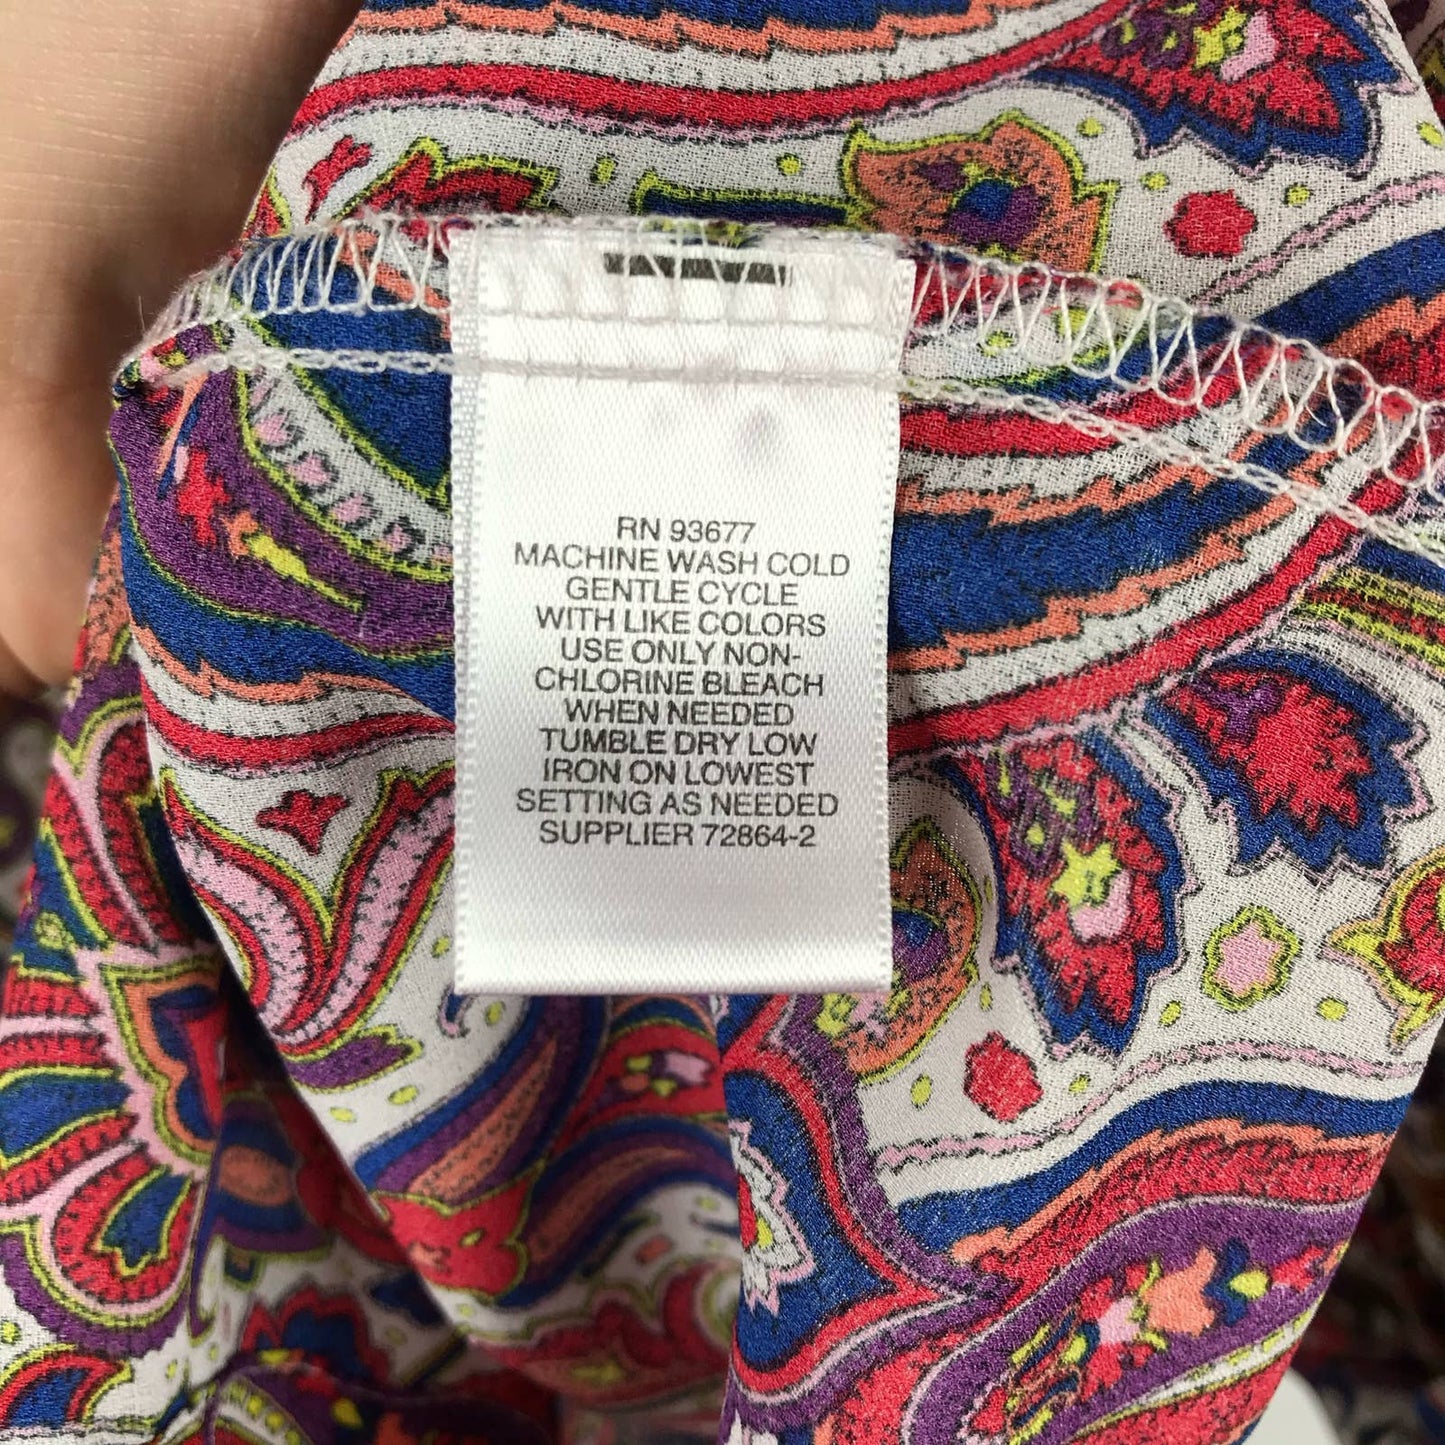 RN 93677
MACHINE WASH COLD
GENTLE CYCLE
WITH LIKE COLORS
USE ONLY NON-
CHLORINE BLEACH
WHEN NEEDED
TUMBLE DRY LOW
IRON ON LOWEST
SETTING AS NEEDED
SUPPLIER 72864-2